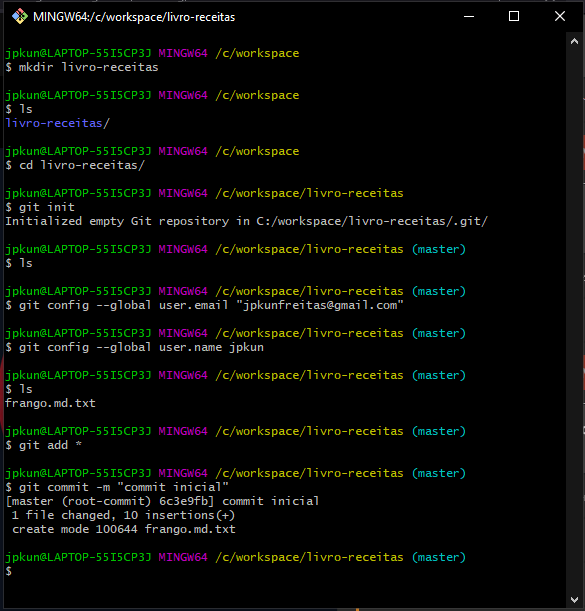 MINGW64:/c/workspace/livro-receitas
jpkun@LAPTOP-55I5CP3J MINGW64 /c/workspace
$ mkdir livro-receitas
jpkun@LAPTOP-55I5CP3J MINGW64 /c/workspace
$ ls
livro-receitas/
jpkun@LAPTOP-55I5CP3J MINGW64 /c/workspace
$ cd livro-receitas/
jpkun@LAPTOP-55I5CP3J MINGW64 /c/workspace/livro-receitas
$ git init
Initialized empty Git repository in C:/workspace/livro-receitas/.git/
jpkun@LAPTOP-55I5CP3J MINGW64 /c/workspace/livro-receitas (master)
$ ls
jpkun@LAPTOP-55I5CP3J MINGW64 /c/workspace/livro-receitas (master)
$ git config --global user.email "jpkunfreitas@gmail.com"
jpkun@LAPTOP-55I5CP3J MINGW64 /c/workspace/livro-receitas (master)
$ git config --global user.name jpkun
jpkun@LAPTOP-55I5CP3J MINGW64 /c/workspace/livro-receitas (master)
$ ls
frango.md.txt
jpkun@LAPTOP-55I5CP3J MINGW64 /c/workspace/livro-receitas (master)
$ git add *
jpkun@LAPTOP-55I5CP3J MINGW64 /c/workspace/livro-receitas (master)
$ git commit -m "commit inicial"
[master (root-commit) 6c3e9fb] commit inicial
 1 file changed, 10 insertions(+)
 create mode 100644 frango.md.txt
jpkun@LAPTOP-55I5CP3J MINGW64 /c/workspace/livro-receitas (master)
$